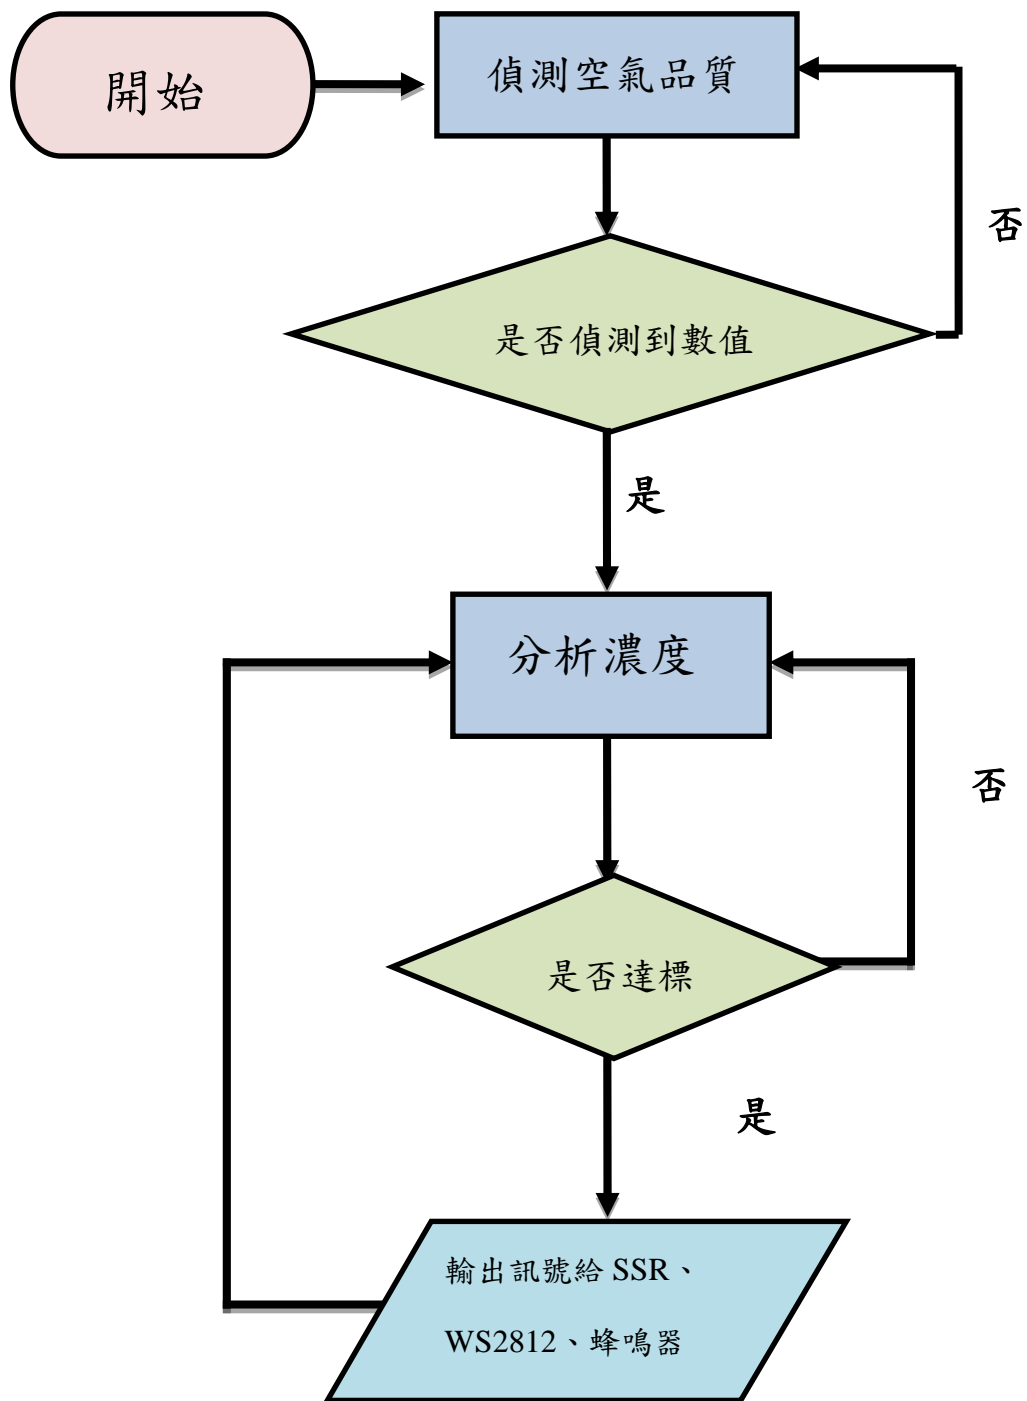 開始
偵測空氣品質
否
是否偵測到數值
是
分析濃度
否
是否達標
是
輸出訊號給 SSR、
WS2812、蜂鳴器